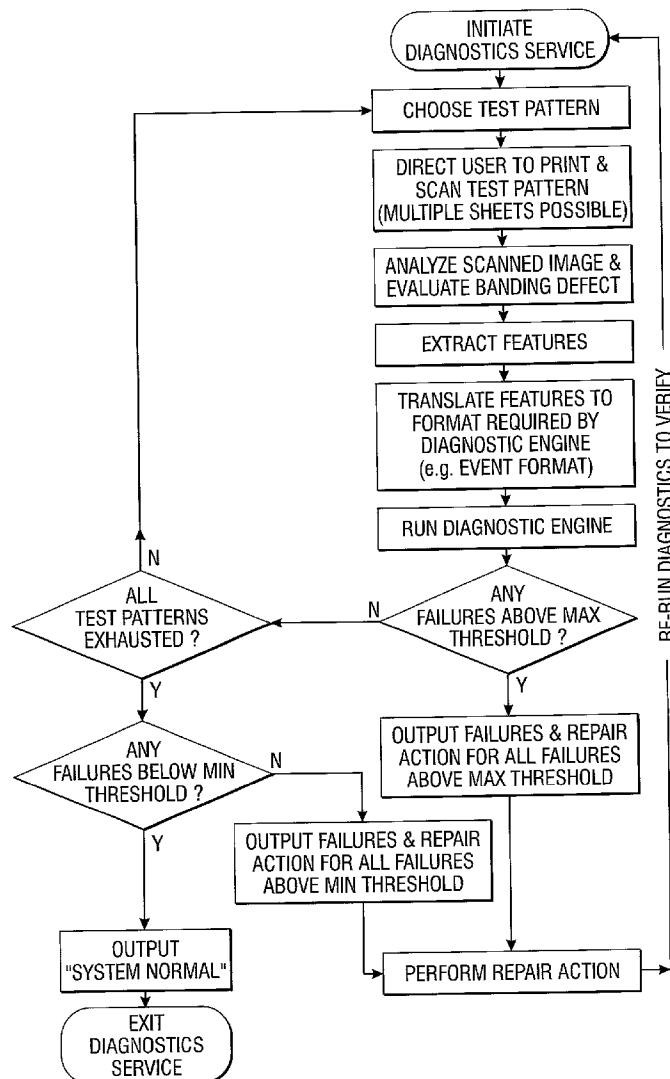 INITIATE
DIAGNOSTICS SERVICE
CHOOSE TEST PATTERN
DIRECT USER TO PRINT &
SCAN TEST PATTERN
(MULTIPLE SHEETS POSSIBLE)
ANALYZE SCANNED IMAGE &
EVALUATE BANDING DEFECT
EXTRACT FEATURES
TRANSLATE FEATURES TO
FORMAT REQUIRED BY
DIAGNOSTIC ENGINE
(e.g. EVENT FORMAT)
RUN DIAGNOSTIC ENGINE
ANY
FAILURES ABOVE MAX
THRESHOLD ?
N
Y
ALL
TEST PATTERNS
EXHAUSTED ?
N
Y
OUTPUT FAILURES & REPAIR
ACTION FOR ALL FAILURES
ABOVE MAX THRESHOLD
ANY
FAILURES BELOW MIN
THRESHOLD ?
N
Y
OUTPUT FAILURES & REPAIR
ACTION FOR ALL FAILURES
ABOVE MIN THRESHOLD
OUTPUT
"SYSTEM NORMAL"
PERFORM REPAIR ACTION
EXIT
DIAGNOSTICS
SERVICE
RE-RUN DIAGNOSTICS TO VERIFY